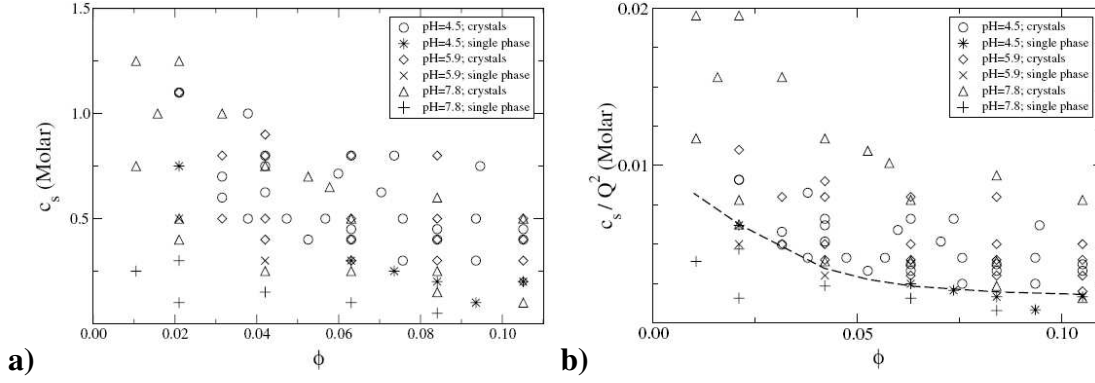 1.5
1.0
0.5
c_s (Molar)
pH=4.5; crystals
pH=4.5; single phase
pH=5.9; crystals
pH=5.9; single phase
pH=7.8; crystals
pH=7.8; single phase
0.00
0.02
0.04
0.06
0.08
0.10
ϕ
a)
0.02
0.01
0.00
c_s / Q^2 (Molar)
pH=4.5; crystals
pH=4.5; single phase
pH=5.9; crystals
pH=5.9; single phase
pH=7.8; crystals
pH=7.8; single phase
0.00
0.05
0.10
ϕ
b)